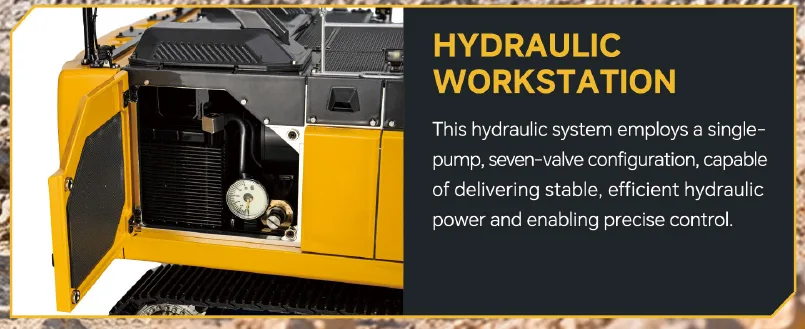 HYDRAULIC
WORKSTATION
This hydraulic system employs a single-
pump, seven-valve configuration, capable
of delivering stable, efficient hydraulic
power and enabling precise control.